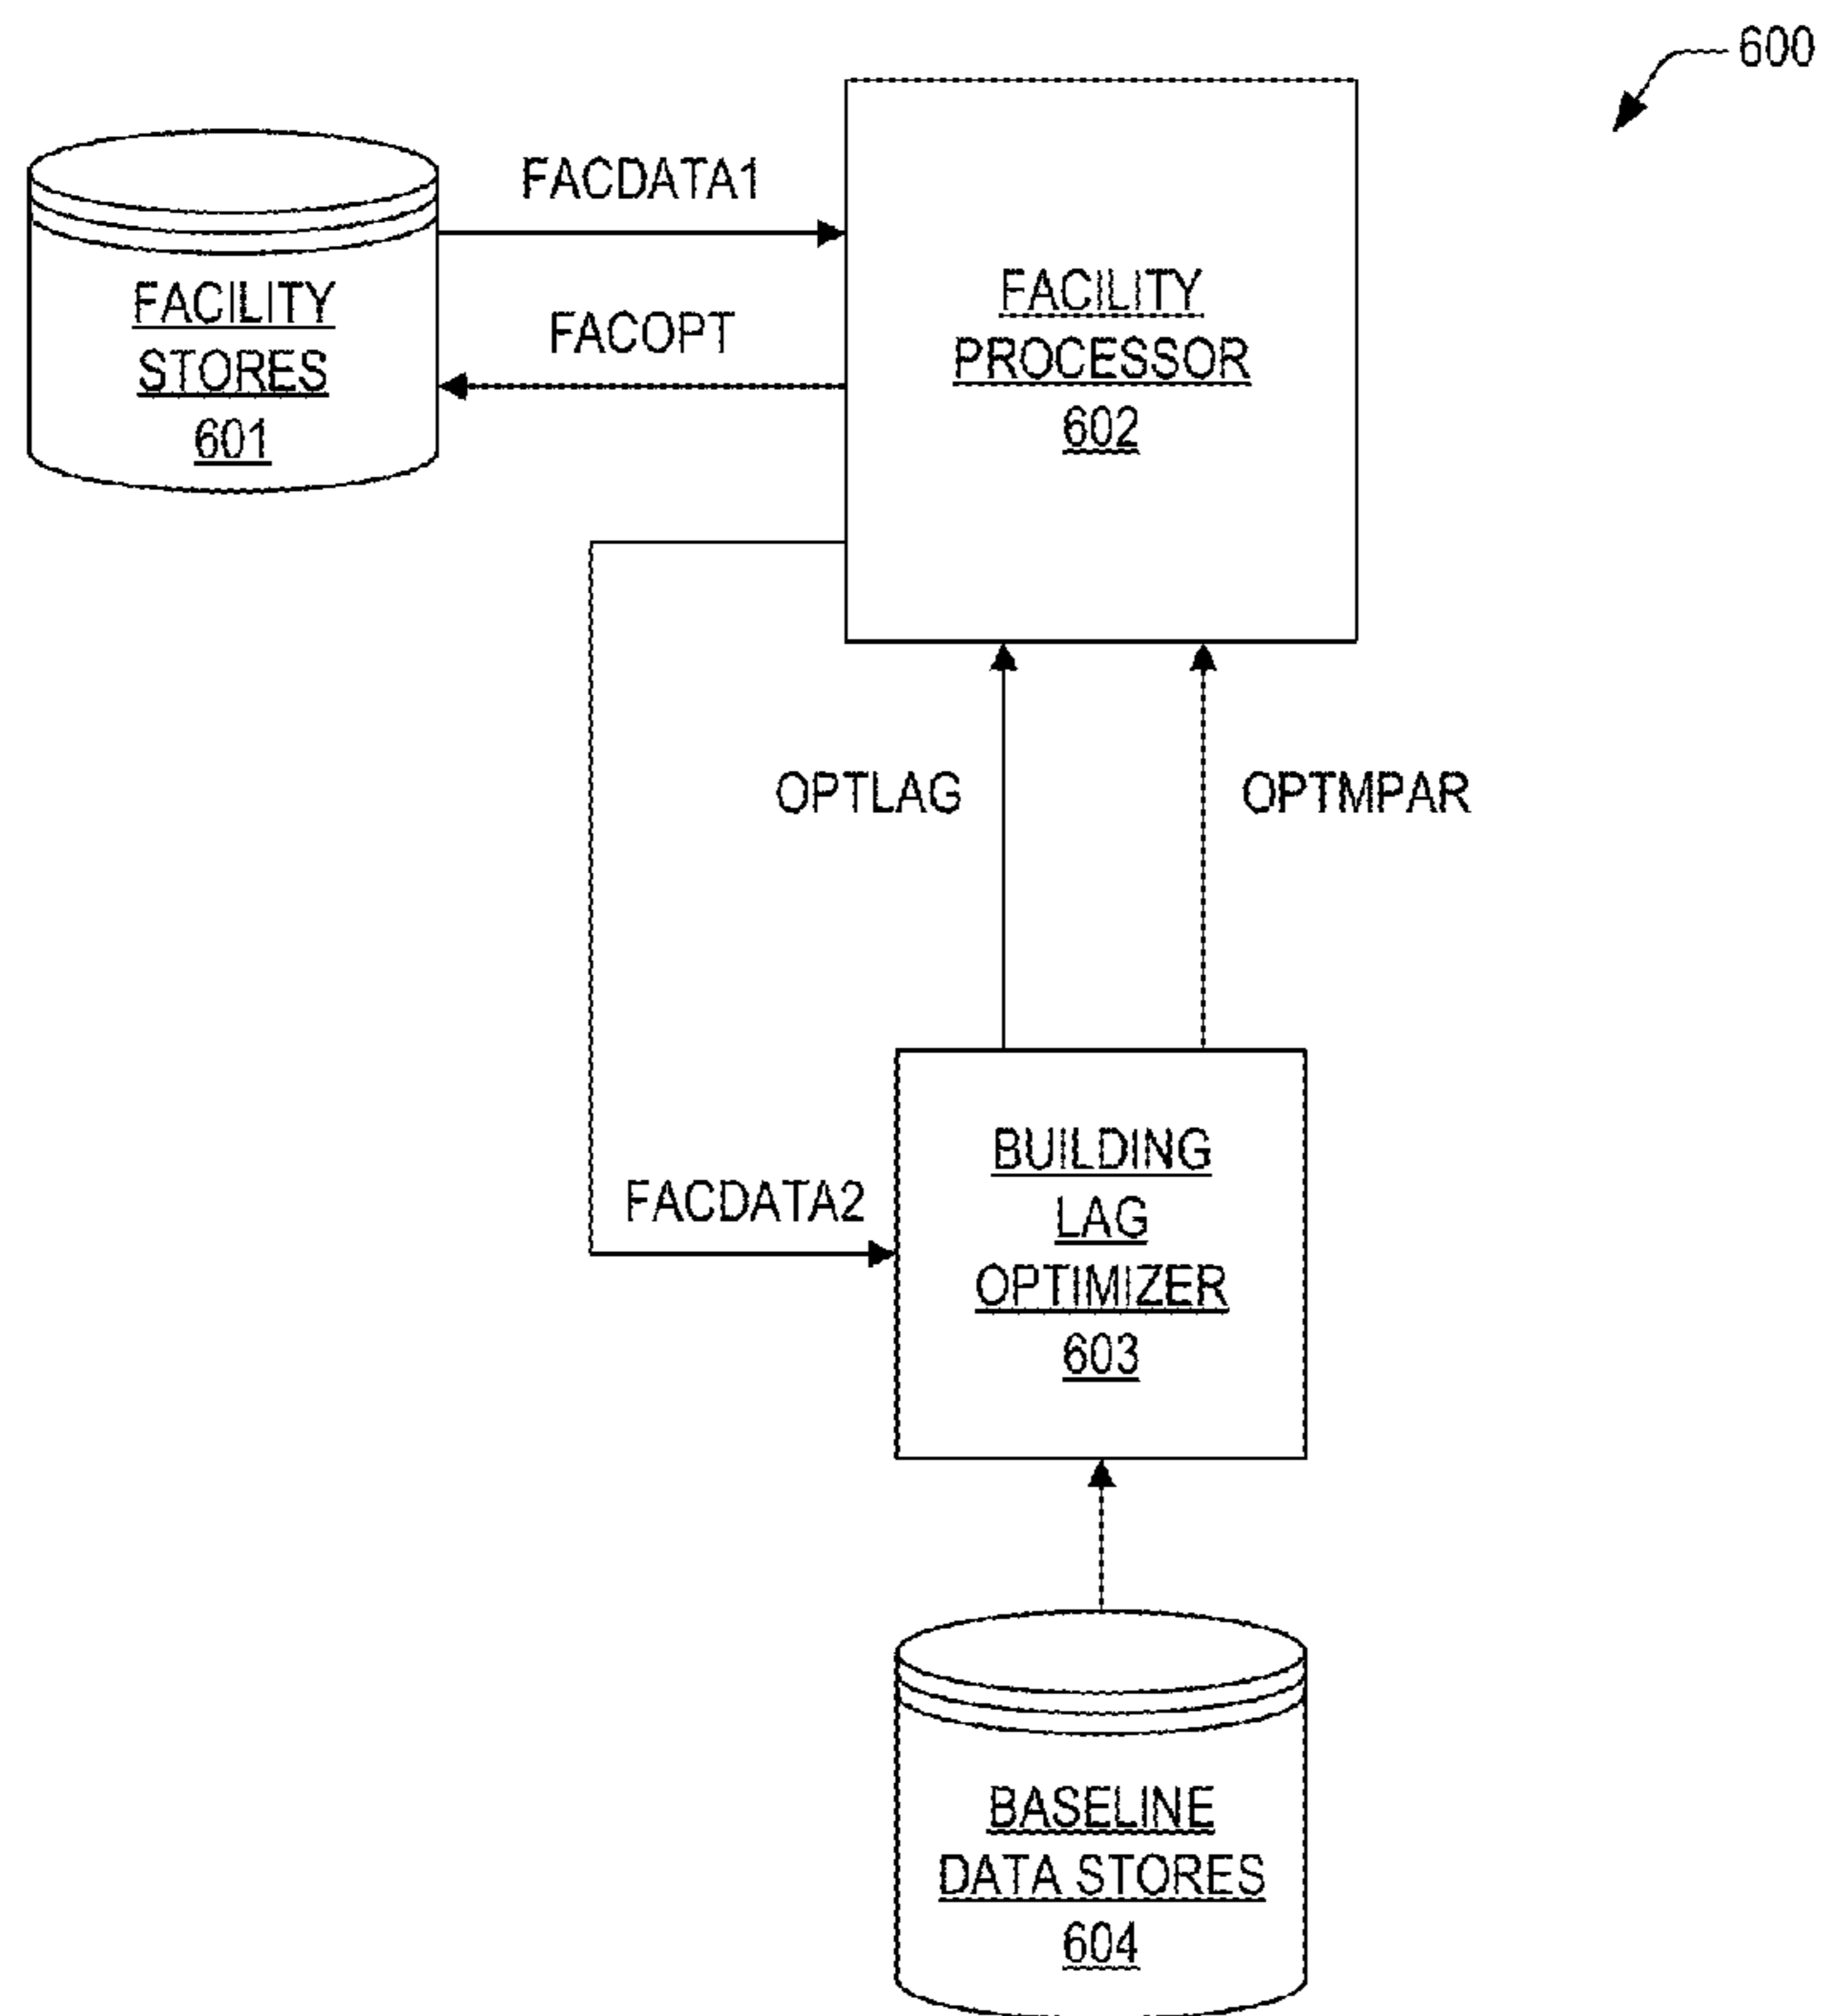 600
FACILITY
STORES
601
FACDATA1
FACOPT
FACILITY
PROCESSOR
602
OPTLAG
OPTMPAR
FACDATA2
BUILDING
LAG
OPTIMIZER
603
BASELINE
DATA STORES
604